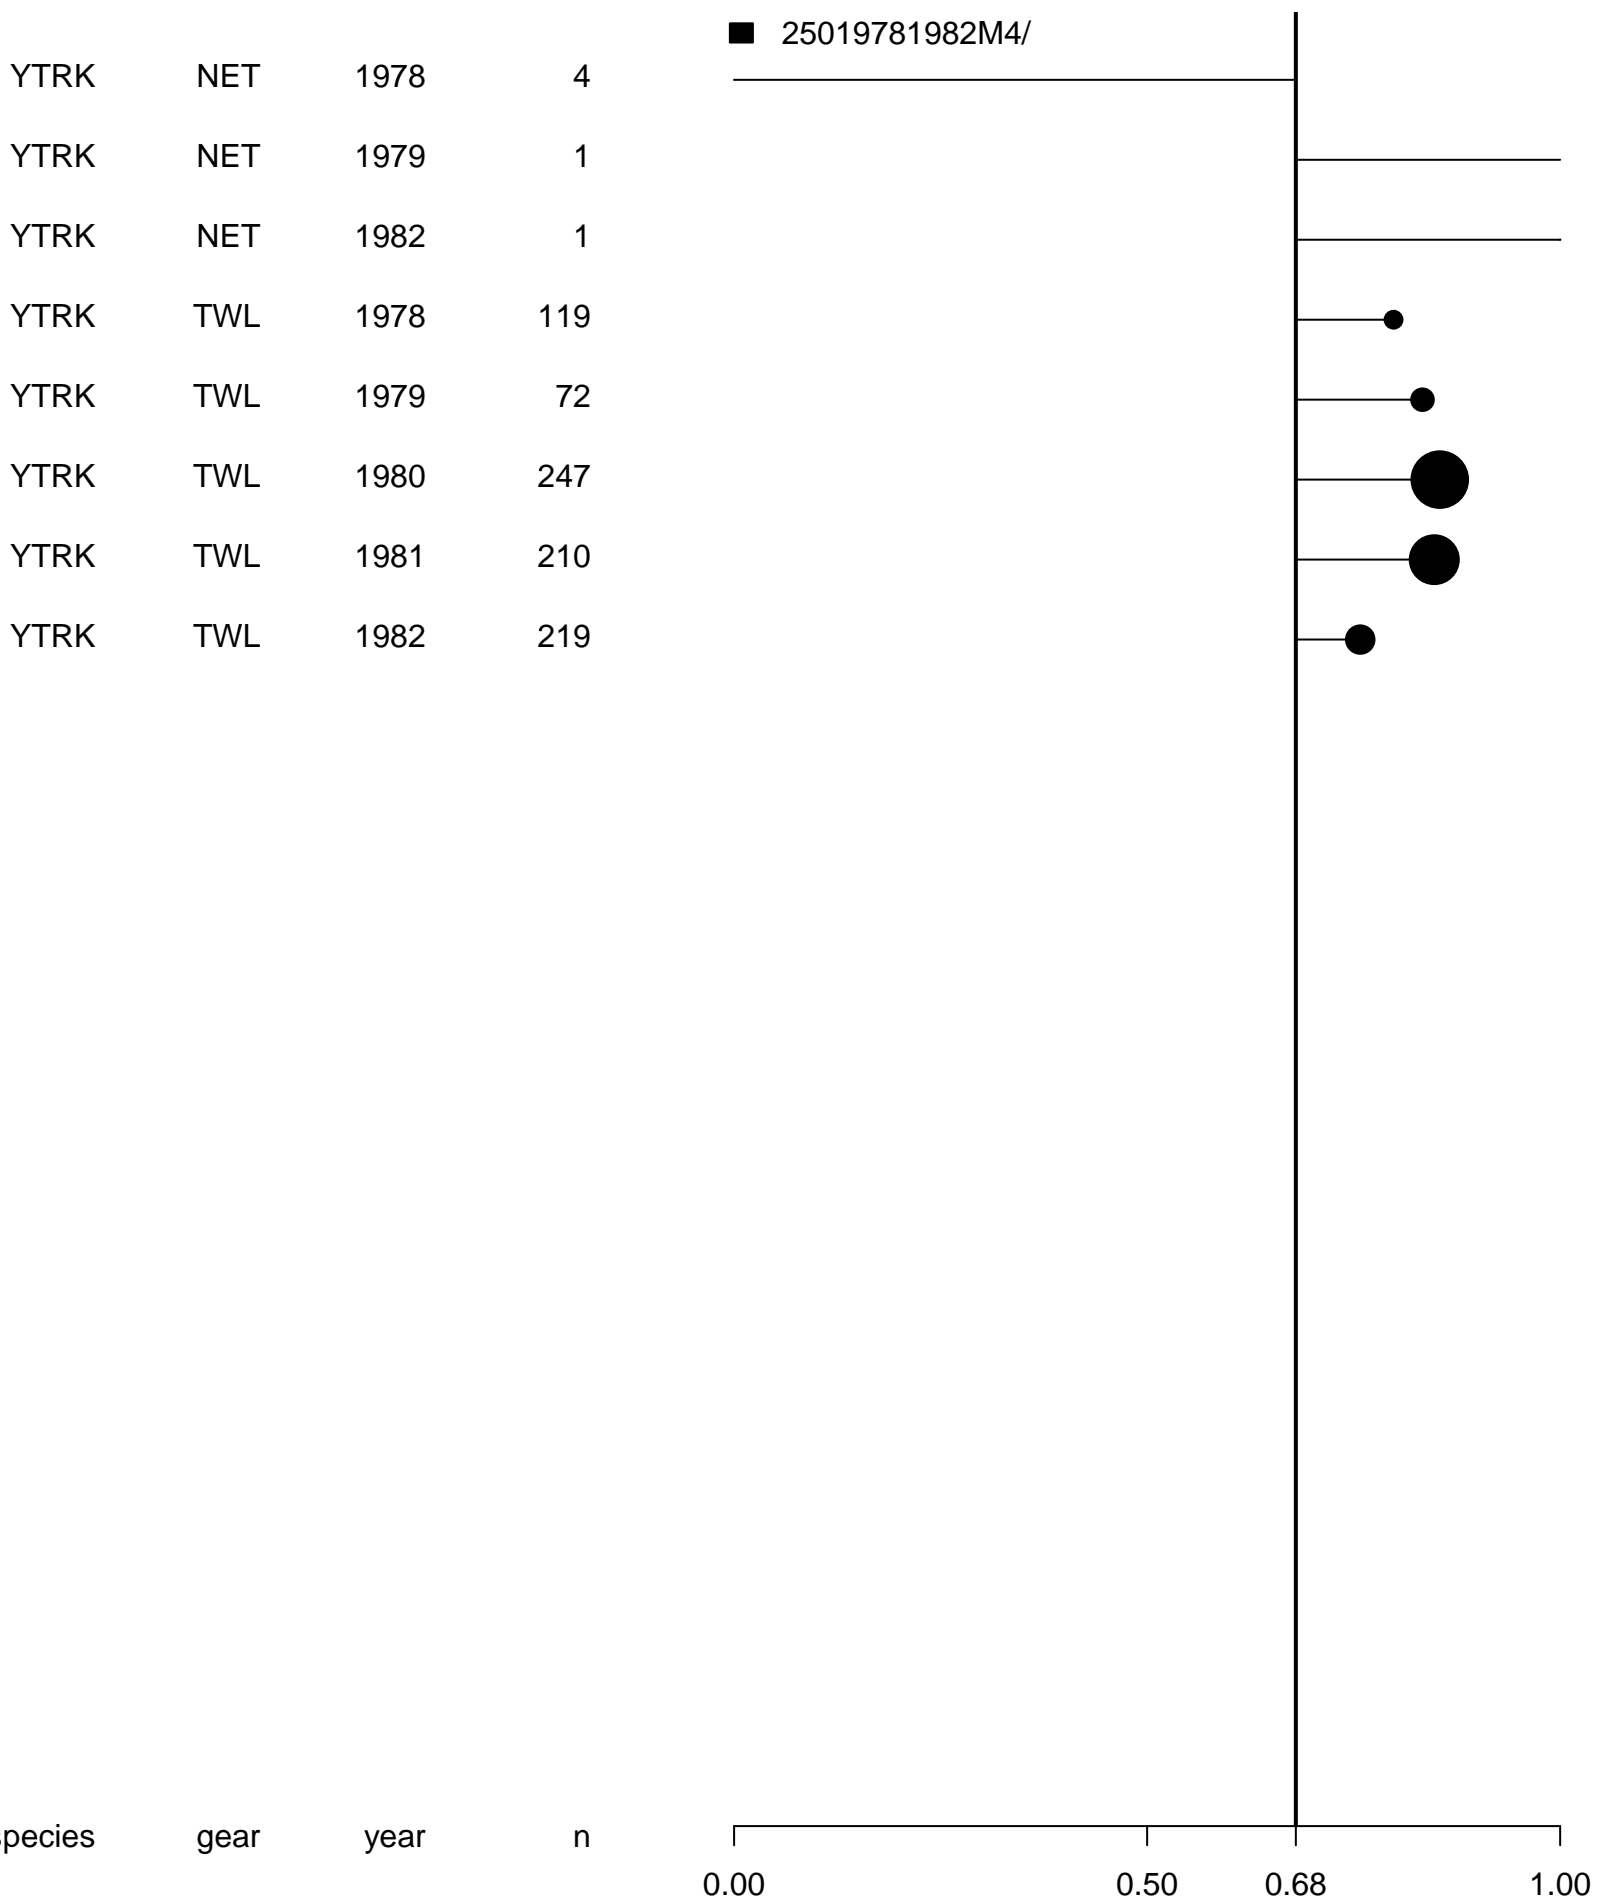 25019781982M4/
YTRK NET 1978 4
YTRK NET 1979 1
YTRK NET 1982 1
YTRK TWL 1978 119
YTRK TWL 1979 72
YTRK TWL 1980 247
YTRK TWL 1981 210
YTRK TWL 1982 219
pecies gear year n
0.00 0.50 0.68 1.00